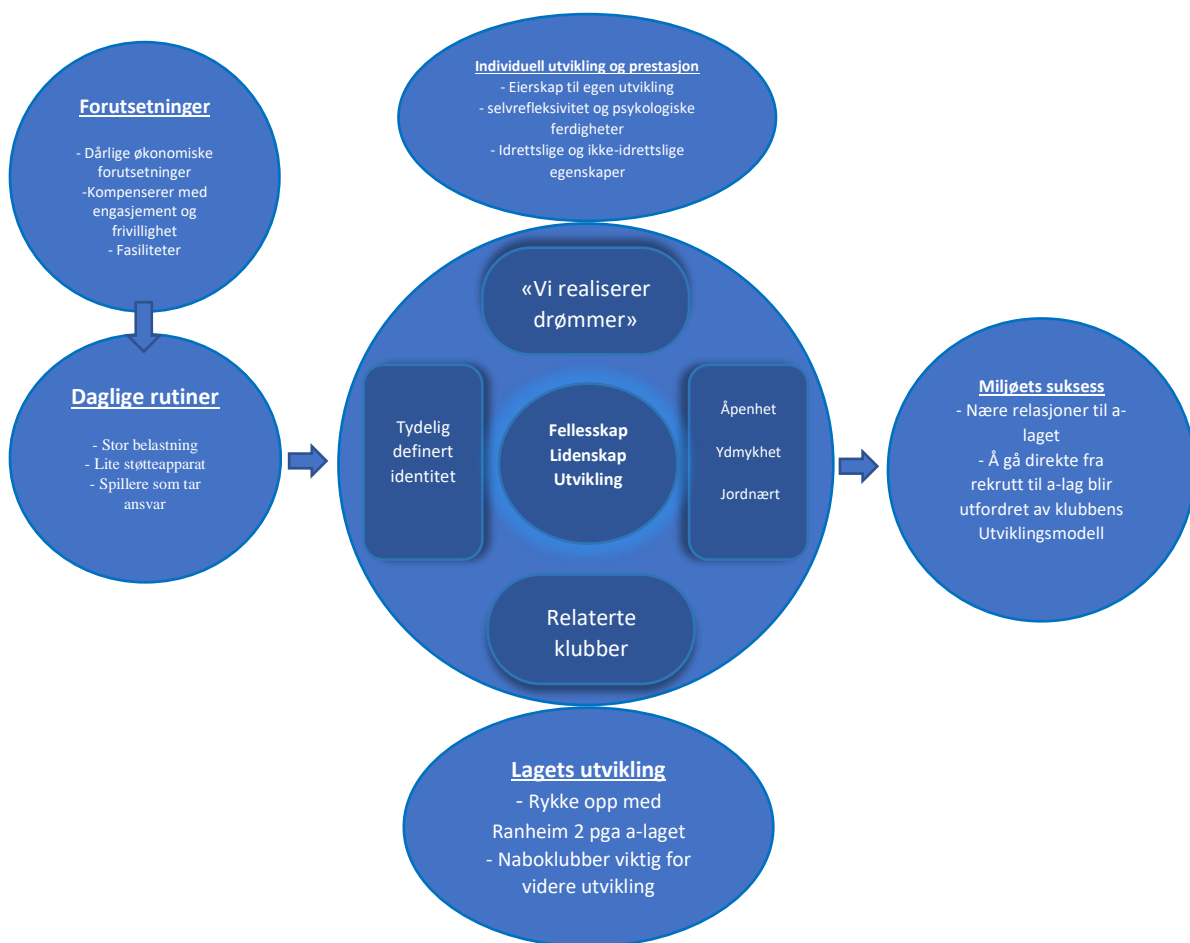 Individuell utvikling og prestasjon
- Eierskap til egen utvikling
- selvrefleksivitet og psykologiske
ferdigheter
- Idrettslige og ikke-idrettslige
egenskaper
Forutsetninger
- Dårlige økonomiske
forutsetninger
-Kompenserer med
engasjement og
frivillighet
- Fasiliteter
Daglige rutiner
- Stor belastning
- Lite støtteapparat
- Spillere som tar
ansvar
«Vi realiserer
drømmer»
Tydelig
definert
identitet
Fellesskap
Lidenskap
Utvikling
Åpenhet
Ydmykhet
Jordnært
Relaterte
klubber
Miljøets suksess
- Nære relasjoner til a-
laget
- Å gå direkte fra
rekrutt til a-lag blir
utfordret av klubbens
Utviklingsmodell
Lagets utvikling
- Rykke opp med
Ranheim 2 pga a-laget
- Naboklubber viktig for
videre utvikling